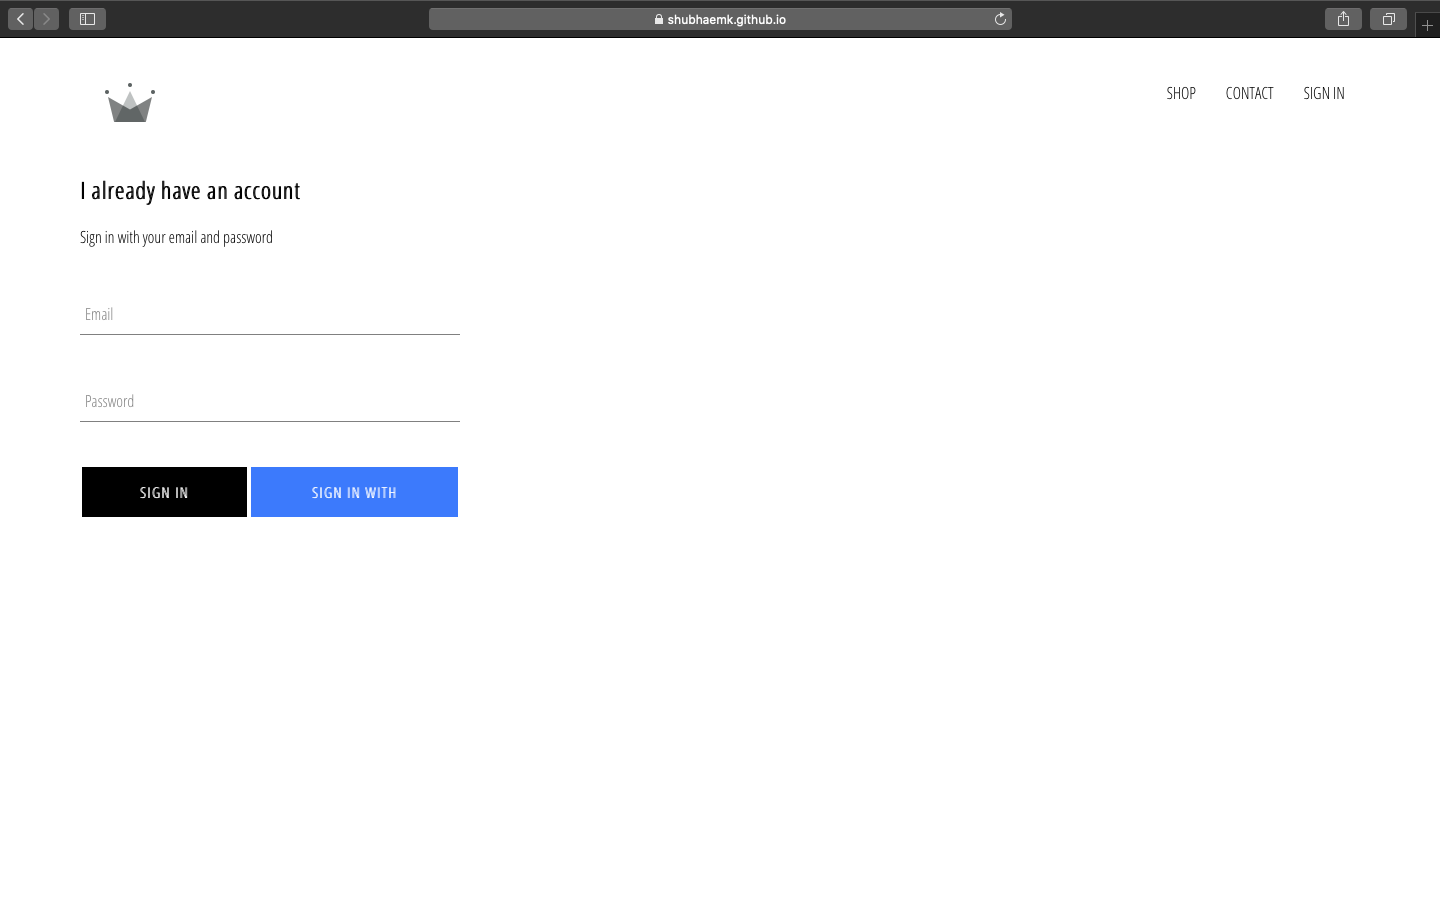 shubhaemk.github.io
SHOP CONTACT SIGN IN
I already have an account
Sign in with your email and password
Email
Password
SIGN IN SIGN IN WITH